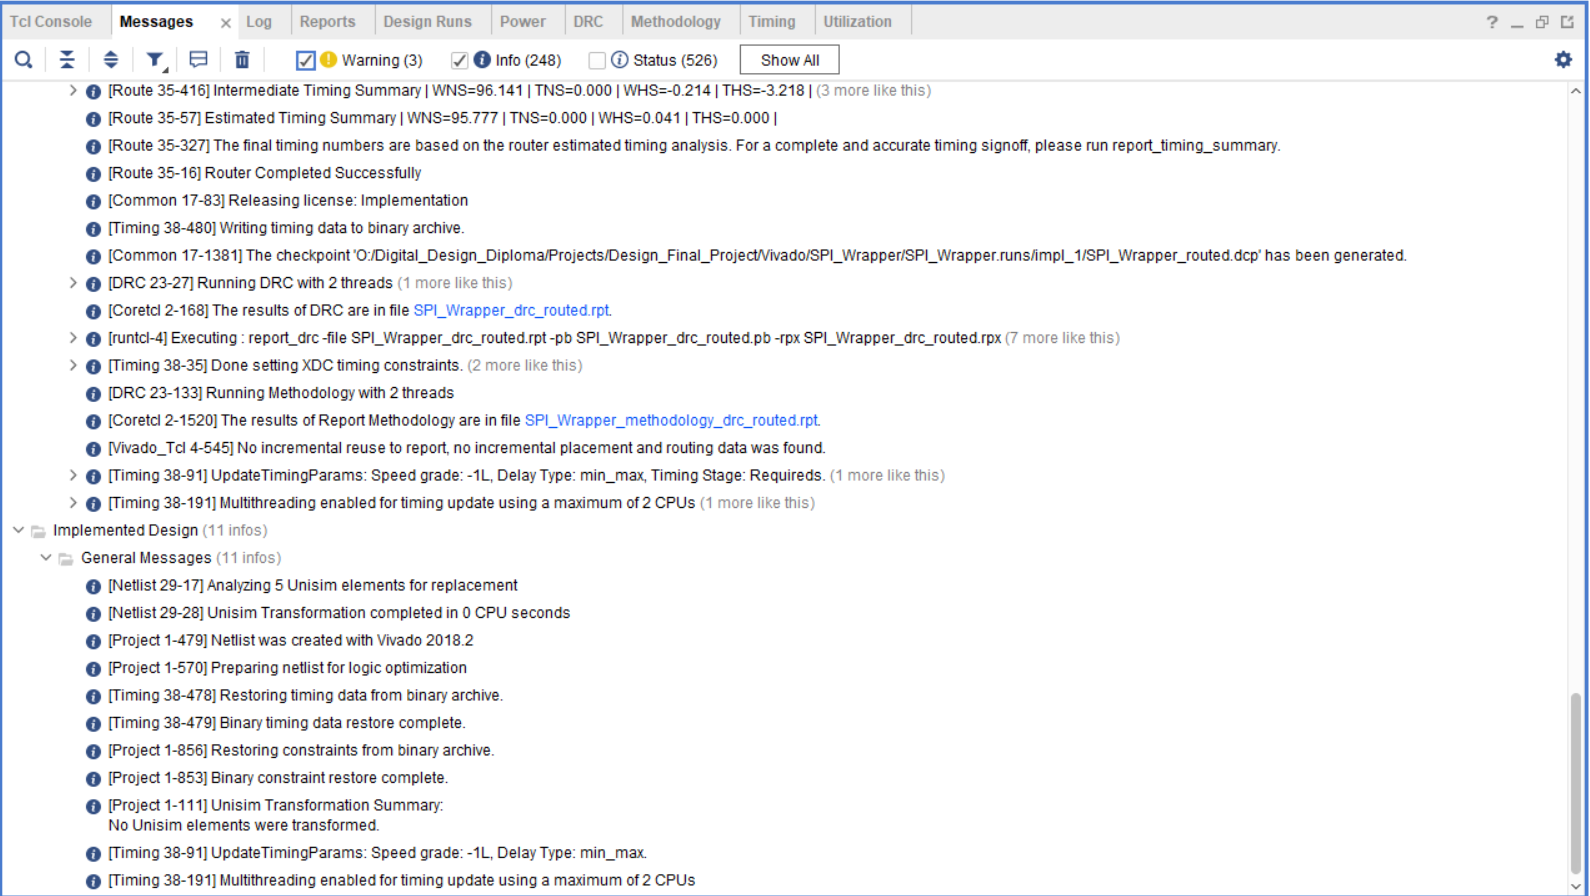 Tcl Console Messages × Log Reports Design Runs Power DRC Methodology Timing Utilization ?
Warning (3) Info (248) Status (526) Show All
[Route 35-416] Intermediate Timing Summary | WNS=96.141 | TNS=0.000 | WHS=-0.214 | THS=-3.218 | (3 more like this)
[Route 35-57] Estimated Timing Summary | WNS=95.777 | TNS=0.000 | WHS=0.041 | THS=0.000 |
[Route 35-327] The final timing numbers are based on the router estimated timing analysis. For a complete and accurate timing signoff, please run report_timing_summary.
[Route 35-16] Router Completed Successfully
[Common 17-83] Releasing license: Implementation
[Timing 38-480] Writing timing data to binary archive.
[Common 17-1381] The checkpoint 'O:/Digital_Design_Diploma/Projects/Design_Final_Project/Vivado/SPI_Wrapper/SPI_Wrapper.runs/impl_1/SPI_Wrapper_routed.dcp' has been generated.
[DRC 23-27] Running DRC with 2 threads (1 more like this)
[Coretcl 2-168] The results of DRC are in file SPI_Wrapper_drc_routed.rpt.
[runtcl-4] Executing : report_drc -file SPI_Wrapper_drc_routed.rpt -pb SPI_Wrapper_drc_routed.pb -rpx SPI_Wrapper_drc_routed.rpx (7 more like this)
[Timing 38-35] Done setting XDC timing constraints. (2 more like this)
[DRC 23-133] Running Methodology with 2 threads
[Coretcl 2-1520] The results of Report Methodology are in file SPI_Wrapper_methodology_drc_routed.rpt.
[Vivado_Tcl 4-545] No incremental reuse to report, no incremental placement and routing data was found.
[Timing 38-91] UpdateTimingParams: Speed grade: -1L, Delay Type: min_max, Timing Stage: Requireds. (1 more like this)
[Timing 38-191] Multithreading enabled for timing update using a maximum of 2 CPUs (1 more like this)
Implemented Design (11 infos)
General Messages (11 infos)
[Netlist 29-17] Analyzing 5 Unisim elements for replacement
[Netlist 29-28] Unisim Transformation completed in 0 CPU seconds
[Project 1-479] Netlist was created with Vivado 2018.2
[Project 1-570] Preparing netlist for logic optimization
[Timing 38-478] Restoring timing data from binary archive.
[Timing 38-479] Binary timing data restore complete.
[Project 1-856] Restoring constraints from binary archive.
[Project 1-853] Binary constraint restore complete.
[Project 1-111] Unisim Transformation Summary:
No Unisim elements were transformed.
[Timing 38-91] UpdateTimingParams: Speed grade: -1L, Delay Type: min_max.
[Timing 38-191] Multithreading enabled for timing update using a maximum of 2 CPUs